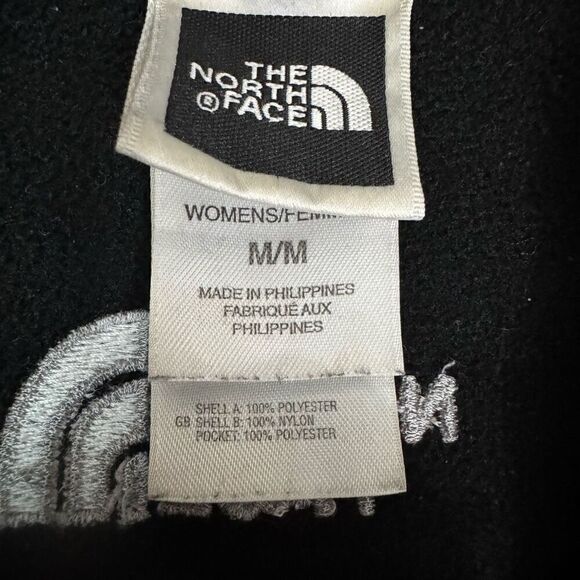 THE
NORTH
® FACE
WOMENS/FEMM
M/M
MADE IN PHILIPPINES
FABRIQUÉ AUX
PHILIPPINES
SHELL A: 100% POLYESTER
GB SHELL B: 100% NYLON
POCKET: 100% POLYESTER